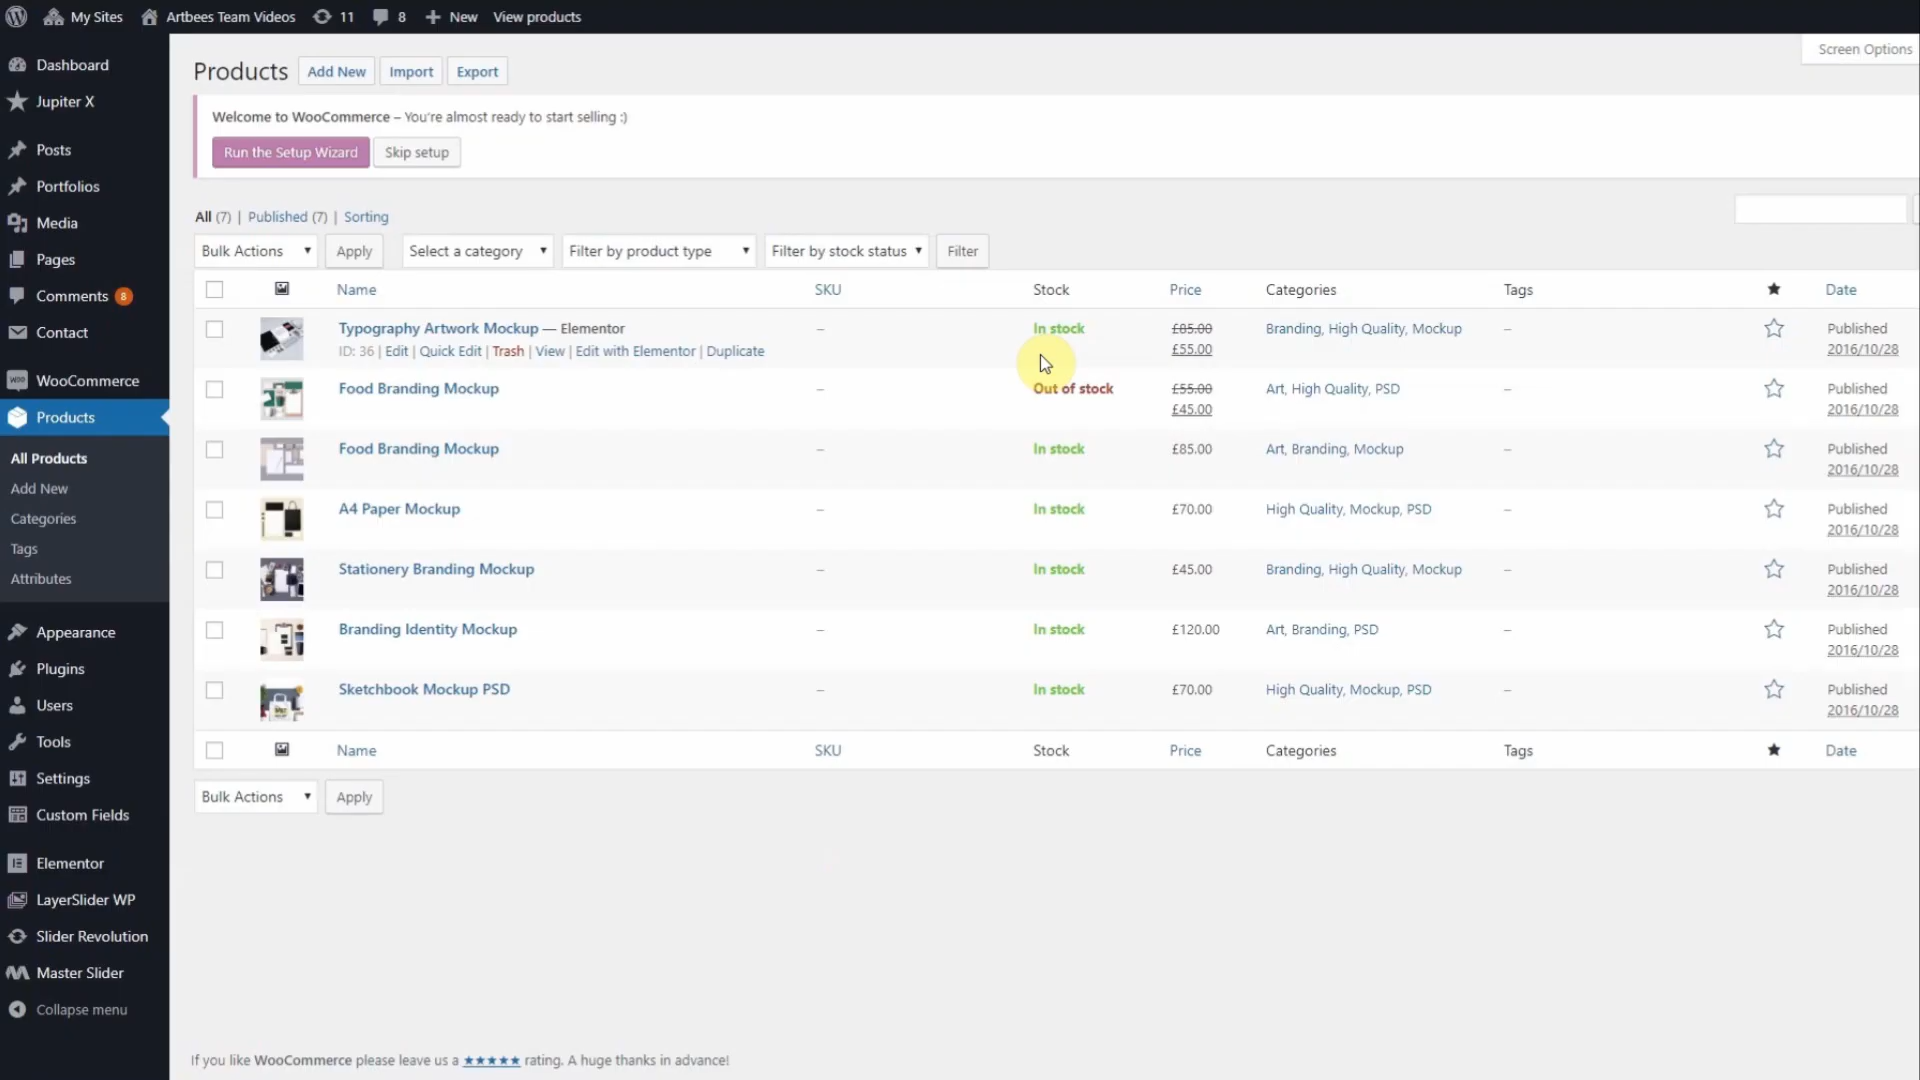 My Sites Artbees Team Videos 11 8 New View products
Screen Options
Dashboard
Jupiter X
Posts
Portfolios
Media
Pages
Comments 8
Contact
WooCommerce
Products
All Products
Add New
Categories
Tags
Attributes
Appearance
Plugins
Users
Tools
Settings
Custom Fields
Elementor
LayerSlider WP
Slider Revolution
Master Slider
Collapse menu
Products Add New Import Export
Welcome to WooCommerce – You're almost ready to start selling :)
Run the Setup Wizard Skip setup
All (7) | Published (7) | Sorting
Bulk Actions Apply Select a category Filter by product type Filter by stock status Filter
Name SKU Stock Price Categories Tags Date
Typography Artwork Mockup — Elementor – In stock £85.00 Branding, High Quality, Mockup – Published
ID: 36 | Edit | Quick Edit | Trash | View | Edit with Elementor | Duplicate £55.00 2016/10/28
Food Branding Mockup – Out of stock £55.00 Art, High Quality, PSD – Published
£45.00 2016/10/28
Food Branding Mockup – In stock £85.00 Art, Branding, Mockup – Published
2016/10/28
A4 Paper Mockup – In stock £70.00 High Quality, Mockup, PSD – Published
2016/10/28
Stationery Branding Mockup – In stock £45.00 Branding, High Quality, Mockup – Published
2016/10/28
Branding Identity Mockup – In stock £120.00 Art, Branding, PSD – Published
2016/10/28
Sketchbook Mockup PSD – In stock £70.00 High Quality, Mockup, PSD – Published
2016/10/28
Name SKU Stock Price Categories Tags Date
Bulk Actions Apply
If you like WooCommerce please leave us a ★★★★★ rating. A huge thanks in advance!